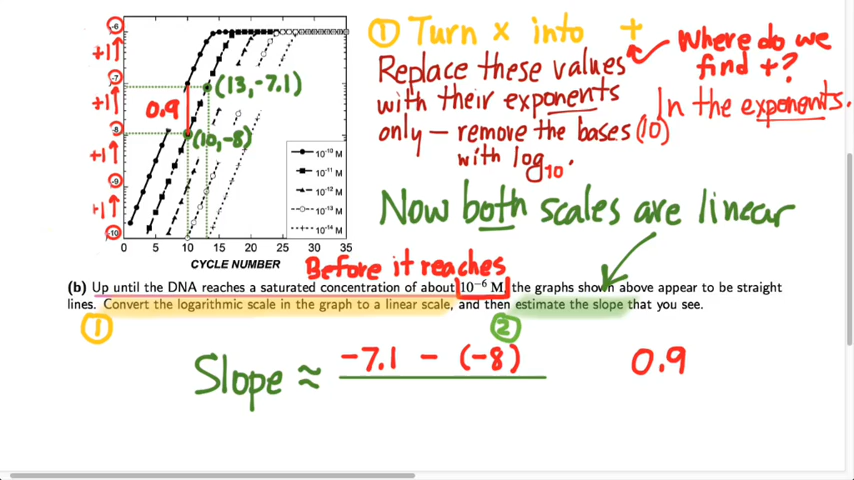 ① Turn × into +
Where do we
find +?
In the exponents.
Replace these values
with their exponents
only — remove the bases (10)
with log10.
Now both scales are linear
-6
+1
-7
+1
-8
+1
-9
+1
-10
0.9
(13, -7.1)
(10, -8)
10⁻¹⁰ M
10⁻¹¹ M
10⁻¹² M
10⁻¹³ M
10⁻¹⁴ M
0 5 10 15 20 25 30 35
CYCLE NUMBER
Before it reaches
(b) Up until the DNA reaches a saturated concentration of about 10⁻⁶ M, the graphs shown above appear to be straight
lines. Convert the logarithmic scale in the graph to a linear scale, and then estimate the slope that you see.
① ②
Slope ≈ -7.1 - (-8) 0.9